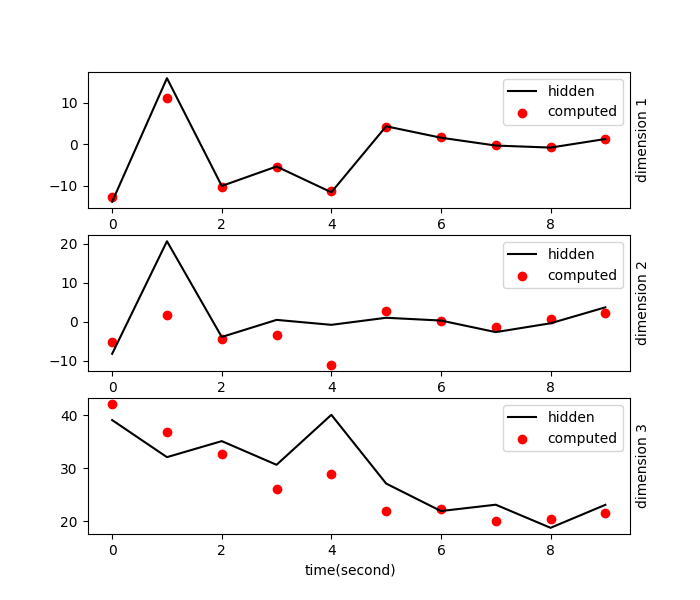 10
0
−10
hidden
computed
dimension 1
0 2 4 6 8
20
10
0
−10
hidden
computed
dimension 2
0 2 4 6 8
40
30
20
hidden
computed
dimension 3
0 2 4 6 8
time(second)